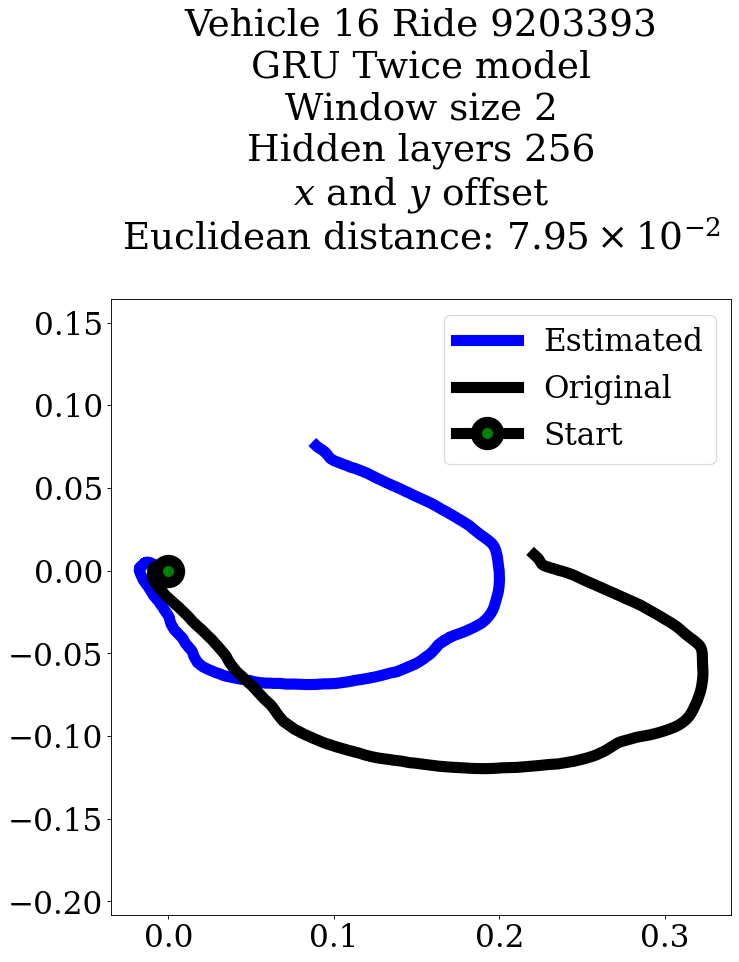 Vehicle 16 Ride 9203393
GRU Twice model
Window size 2
Hidden layers 256
x and y offset
Euclidean distance: 7.95 × 10⁻²
Estimated
Original
Start
0.15
0.10
0.05
0.00
−0.05
−0.10
−0.15
−0.20
0.0 0.1 0.2 0.3